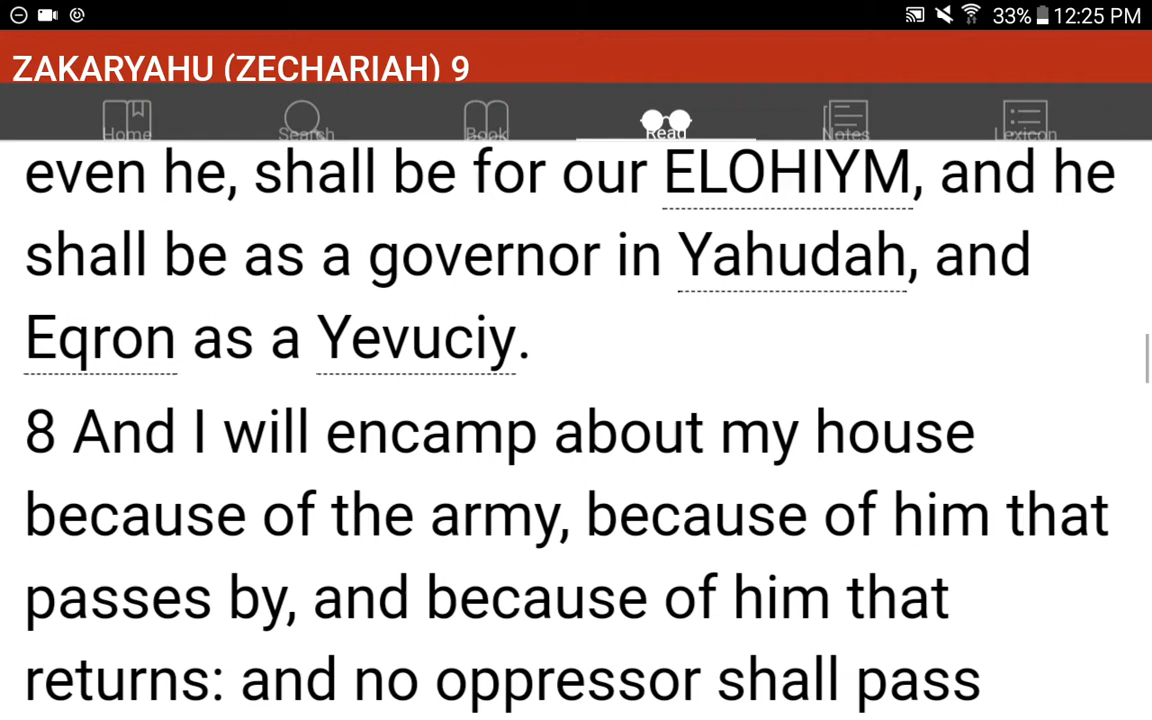 33% 12:25 PM
ZAKARYAHU (ZECHARIAH) 9
Home Search Book Read Notes Lexicon
even he, shall be for our ELOHIYM, and he
shall be as a governor in Yahudah, and
Eqron as a Yevuciy.
8 And I will encamp about my house
because of the army, because of him that
passes by, and because of him that
returns: and no oppressor shall pass